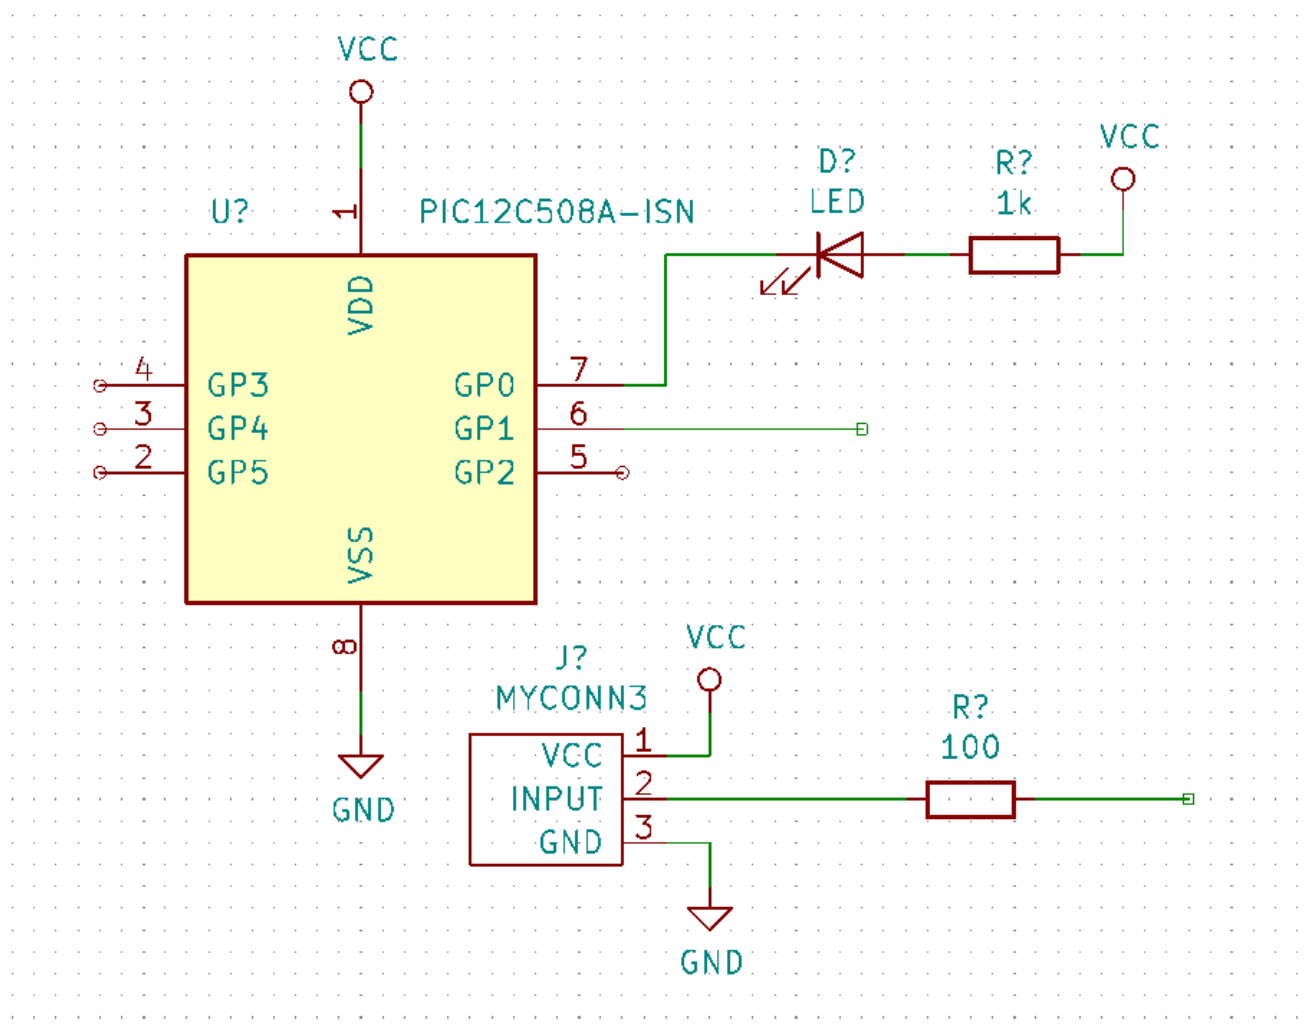 VCC
VCC
D?
R?
LED
1k
U?
1
PIC12C508A-ISN
VDD
4
GP3
GP0
7
3
GP4
GP1
6
2
GP5
GP2
5
VSS
8
GND
J?
MYCONN3
VCC
VCC
1
INPUT
2
GND
3
GND
R?
100